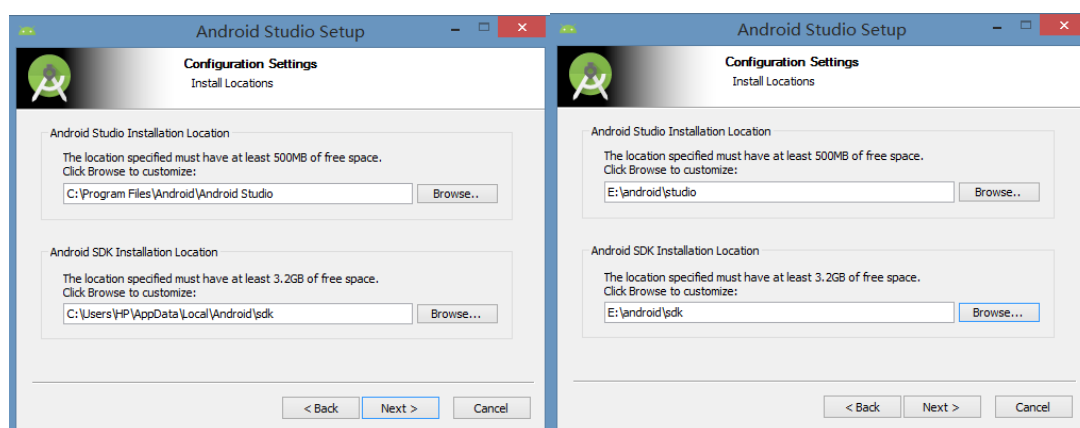 Android Studio Setup
Configuration Settings
Install Locations
Android Studio Installation Location
The location specified must have at least 500MB of free space.
Click Browse to customize:
C:\Program Files\Android\Android Studio
Browse..
Android SDK Installation Location
The location specified must have at least 3.2GB of free space.
Click Browse to customize:
C:\Users\HP\AppData\Local\Android\sdk
Browse...
< Back
Next >
Cancel
Android Studio Setup
Configuration Settings
Install Locations
Android Studio Installation Location
The location specified must have at least 500MB of free space.
Click Browse to customize:
E:\android\studio
Browse..
Android SDK Installation Location
The location specified must have at least 3.2GB of free space.
Click Browse to customize:
E:\android\sdk
Browse...
< Back
Next >
Cancel